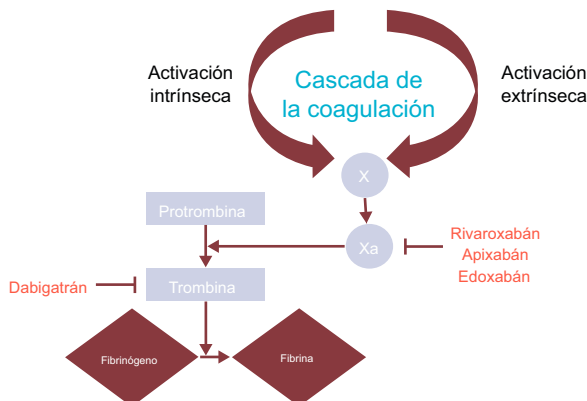 Activación
intrínseca
Cascada de
la coagulación
Activación
extrínseca
X
Protrombina
Xa
Rivaroxabán
Apixabán
Edoxabán
Dabigatrán
Trombina
Fibrinógeno
Fibrina